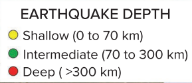 EARTHQUAKE DEPTH
Shallow (0 to 70 km)
Intermediate (70 to 300 km)
Deep ( >300 km)